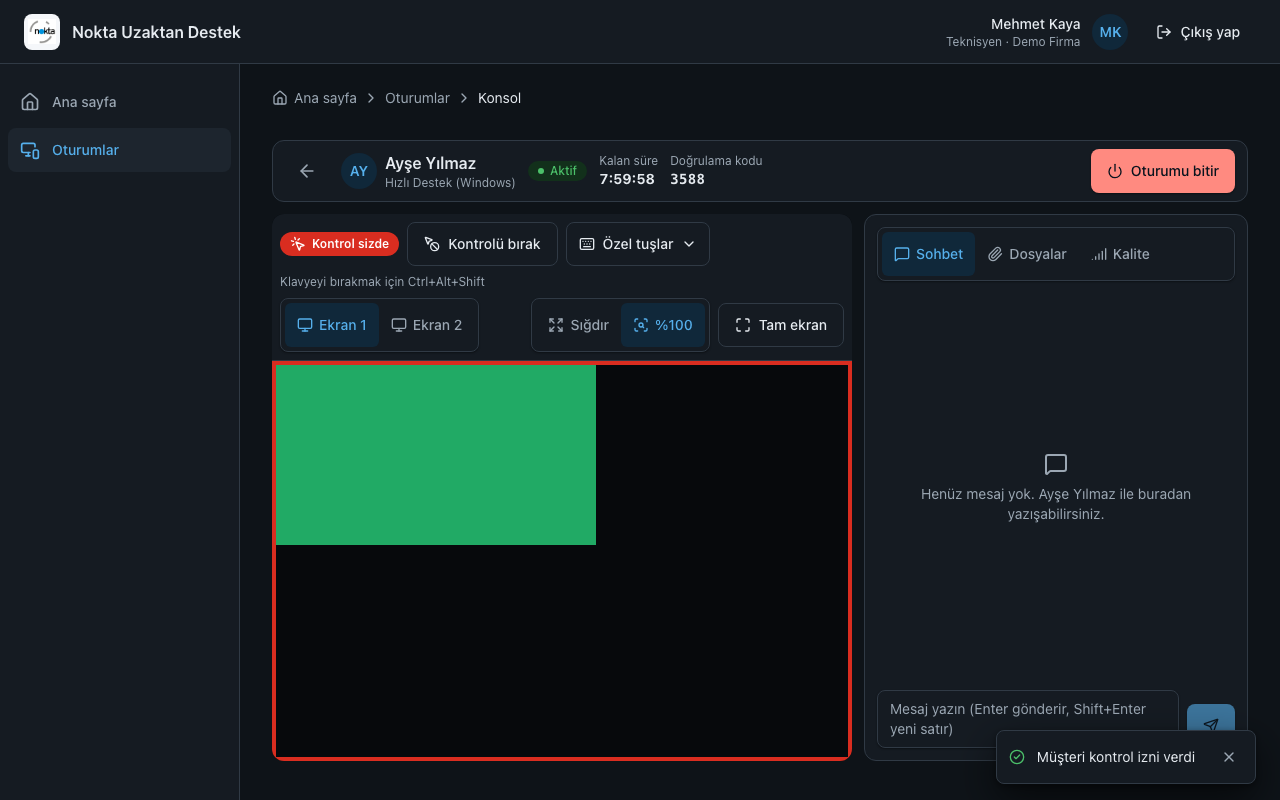 nokta
Nokta Uzaktan Destek
Mehmet Kaya
Teknisyen · Demo Firma
MK
Çıkış yap
Ana sayfa
Oturumlar
Ana sayfa
Oturumlar
Konsol
AY
Ayşe Yılmaz
Hızlı Destek (Windows)
Aktif
Kalan süre
7:59:58
Doğrulama kodu
3588
Oturumu bitir
Kontrol sizde
Kontrolü bırak
Özel tuşlar
Klavyeyi bırakmak için Ctrl+Alt+Shift
Ekran 1
Ekran 2
Sığdır
%100
Tam ekran
Sohbet
Dosyalar
Kalite
Henüz mesaj yok. Ayşe Yılmaz ile buradan
yazışabilirsiniz.
Mesaj yazın (Enter gönderir, Shift+Enter
yeni satır)
Müşteri kontrol izni verdi